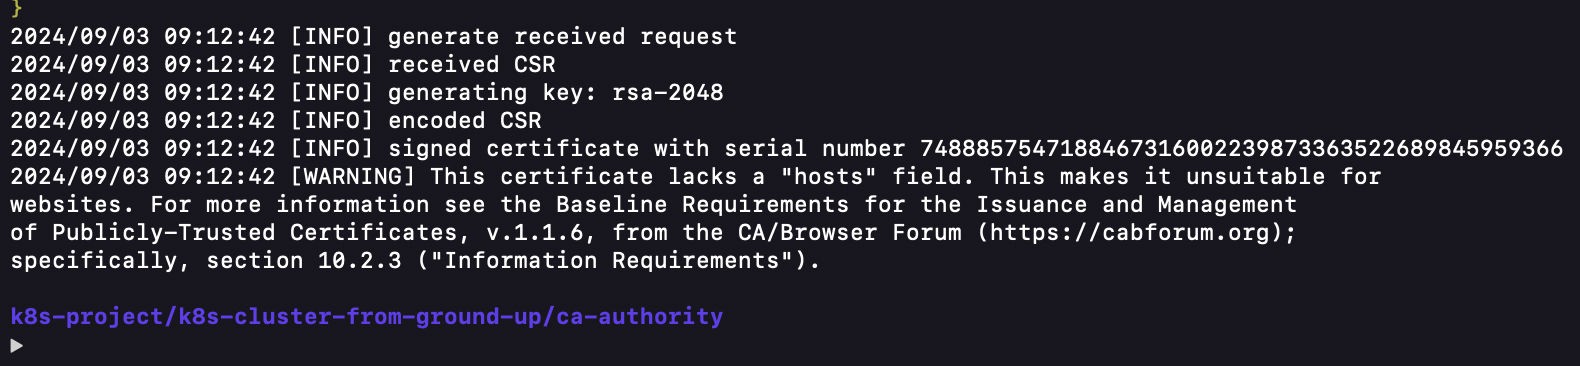 }
2024/09/03 09:12:42 [INFO] generate received request
2024/09/03 09:12:42 [INFO] received CSR
2024/09/03 09:12:42 [INFO] generating key: rsa-2048
2024/09/03 09:12:42 [INFO] encoded CSR
2024/09/03 09:12:42 [INFO] signed certificate with serial number 748885754718846731600223987336352268984595936​6
2024/09/03 09:12:42 [WARNING] This certificate lacks a "hosts" field. This makes it unsuitable for
websites. For more information see the Baseline Requirements for the Issuance and Management
of Publicly-Trusted Certificates, v.1.1.6, from the CA/Browser Forum (https://cabforum.org);
specifically, section 10.2.3 ("Information Requirements").
k8s-project/k8s-cluster-from-ground-up/ca-authority